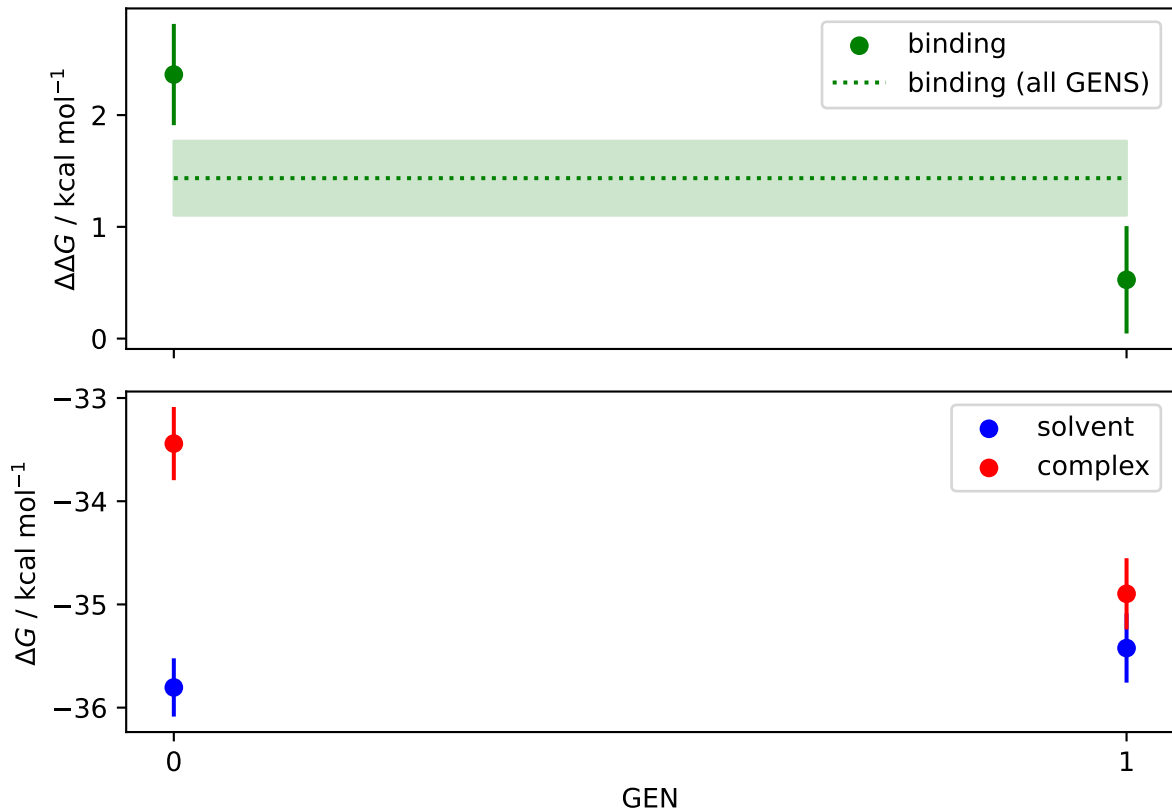 ΔΔG / kcal mol⁻¹
2
1
0
binding
binding (all GENS)
ΔG / kcal mol⁻¹
−33
−34
−35
−36
solvent
complex
0
1
GEN